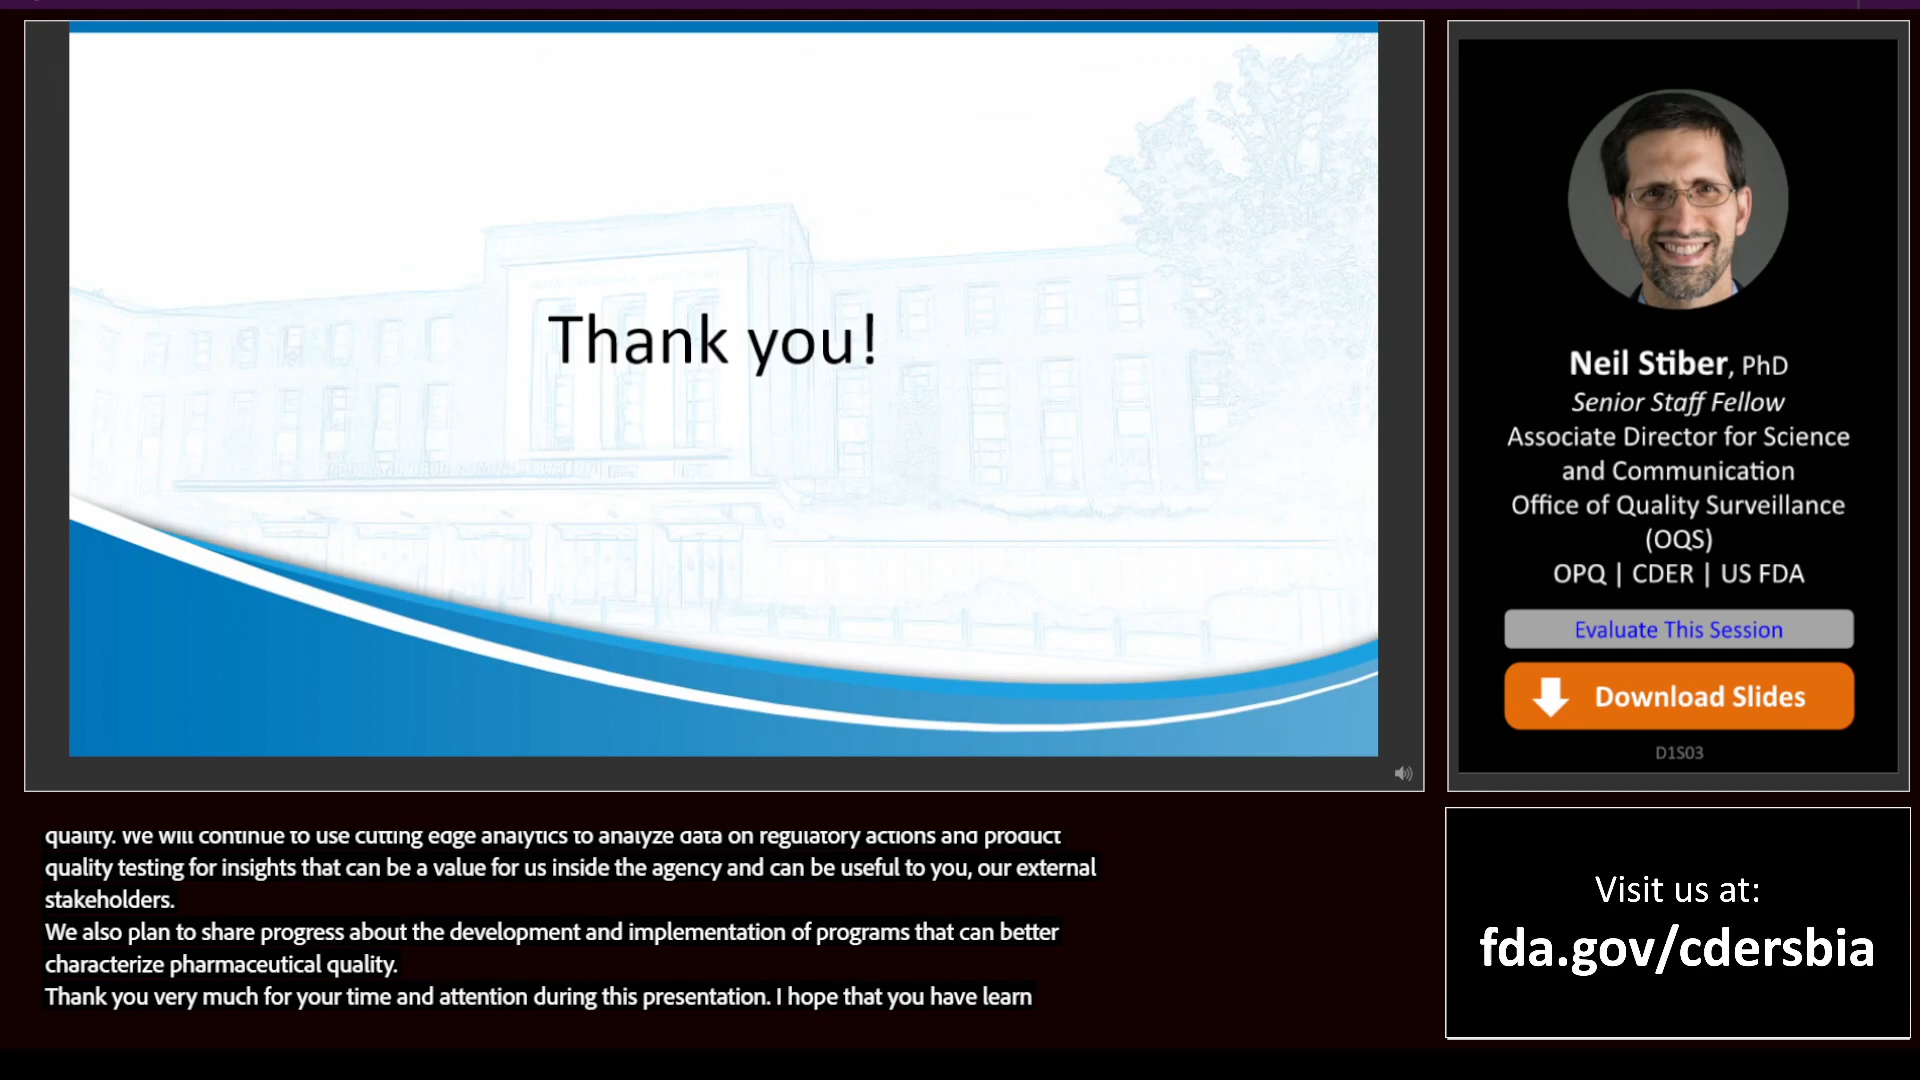 Thank you!
Neil Stiber, PhD
Senior Staff Fellow
Associate Director for Science
and Communication
Office of Quality Surveillance
(OQS)
OPQ | CDER | US FDA
Evaluate This Session
Download Slides
D1S03
quality. We will continue to use cutting edge analytics to analyze data on regulatory actions and product
quality testing for insights that can be a value for us inside the agency and can be useful to you, our external
stakeholders.
We also plan to share progress about the development and implementation of programs that can better
characterize pharmaceutical quality.
Thank you very much for your time and attention during this presentation. I hope that you have learn
Visit us at:
fda.gov/cdersbia